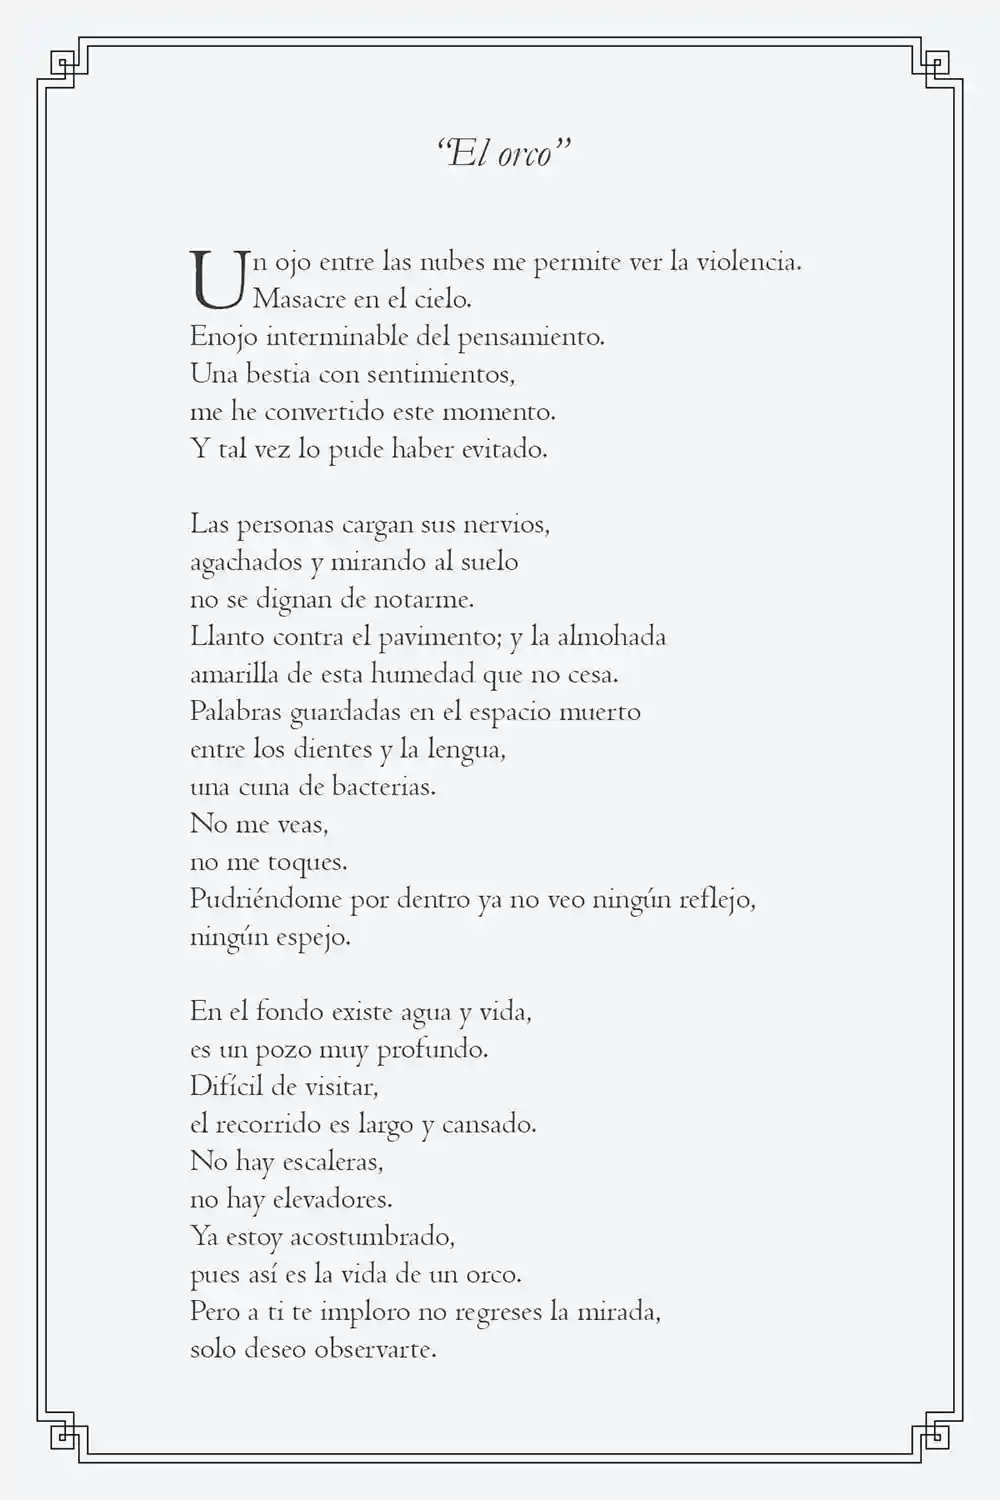 “El orco”
Un ojo entre las nubes me permite ver la violencia.
Masacre en el cielo.
Enojo interminable del pensamiento.
Una bestia con sentimientos,
me he convertido este momento.
Y tal vez lo pude haber evitado.
Las personas cargan sus nervios,
agachados y mirando al suelo
no se dignan de notarme.
Llanto contra el pavimento; y la almohada
amarilla de esta humedad que no cesa.
Palabras guardadas en el espacio muerto
entre los dientes y la lengua,
una cuna de bacterias.
No me veas,
no me toques.
Pudriéndome por dentro ya no veo ningún reflejo,
ningún espejo.
En el fondo existe agua y vida,
es un pozo muy profundo.
Difícil de visitar,
el recorrido es largo y cansado.
No hay escaleras,
no hay elevadores.
Ya estoy acostumbrado,
pues así es la vida de un orco.
Pero a ti te imploro no regreses la mirada,
solo deseo observarte.